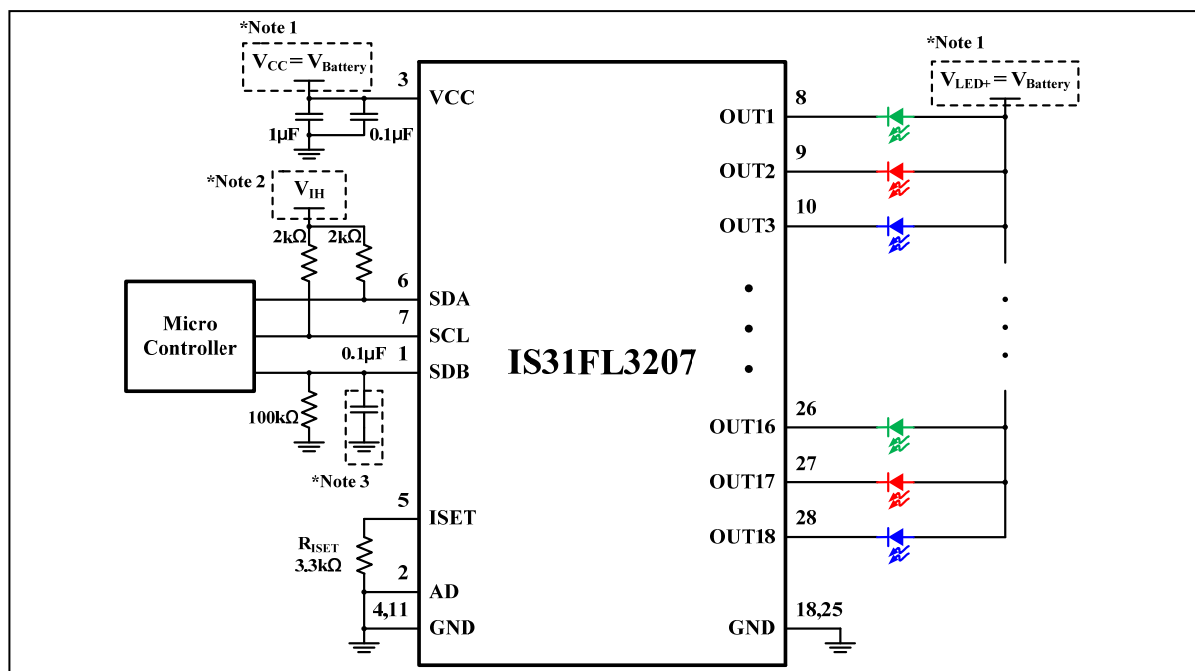 *Note 1
VCC = VBattery
3
VCC
1µF
0.1µF
*Note 2
VIH
2kΩ
2kΩ
Micro
Controller
6
SDA
7
SCL
0.1µF
1
SDB
100kΩ
*Note 3
5
ISET
RISET
3.3kΩ
2
AD
4,11
GND
IS31FL3207
*Note 1
VLED+ = VBattery
OUT1
8
OUT2
9
OUT3
10
OUT16
26
OUT17
27
OUT18
28
GND
18,25